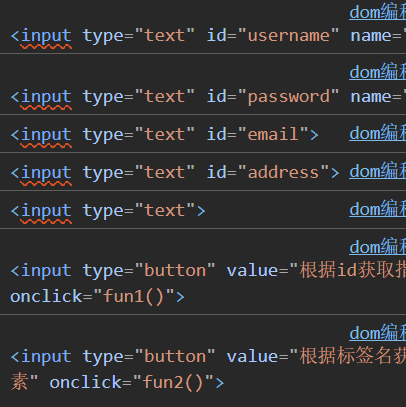 dom编程
<input type="text" id="username" name="
dom编程
<input type="text" id="password" name="
<input type="text" id="email"> dom编程
<input type="text" id="address"> dom编程
<input type="text"> dom编程
dom编程
<input type="button" value="根据id获取指
onclick="fun1()">
dom编程
<input type="button" value="根据标签名获
素" onclick="fun2()">